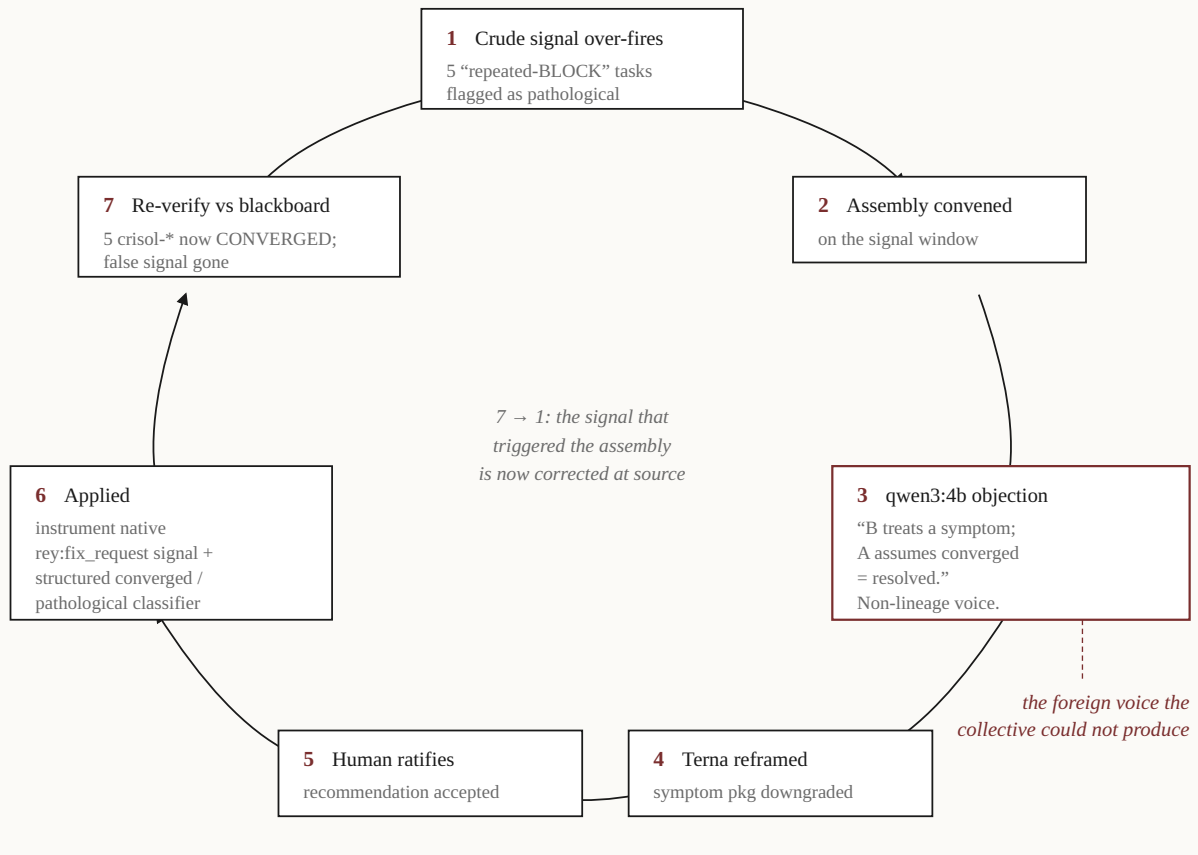 1 Crude signal over-fires
5 “repeated-BLOCK” tasks
flagged as pathological
2 Assembly convened
on the signal window
3 qwen3:4b objection
“B treats a symptom;
A assumes converged
= resolved.”
Non-lineage voice.
the foreign voice the
collective could not produce
4 Terna reframed
symptom pkg downgraded
5 Human ratifies
recommendation accepted
6 Applied
instrument native
rey:fix_request signal +
structured converged /
pathological classifier
7 Re-verify vs blackboard
5 crisol-* now CONVERGED;
false signal gone
7 → 1: the signal that
triggered the assembly
is now corrected at source